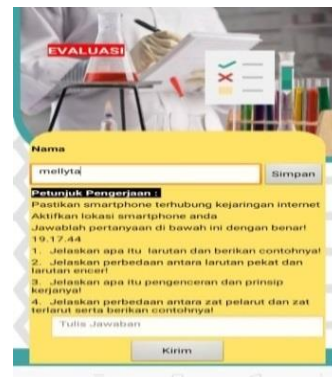 EVALUASI
Nama
mellyta
Simpan
Petunjuk Pengerjaan :
Pastikan smartphone terhubung kejaringan internet
Aktifkan lokasi smartphone anda
Jawablah pertanyaan di bawah ini dengan benar!
19.17.44
1. Jelaskan apa itu larutan dan berikan contohnya!
2. Jelaskan perbedaan antara larutan pekat dan
larutan encer!
3. Jelaskan apa itu pengenceran dan prinsip
kerjanya!
4. Jelaskan perbedaan antara zat pelarut dan zat
terlarut serta berikan contohnya!
Tulis Jawaban
Kirim